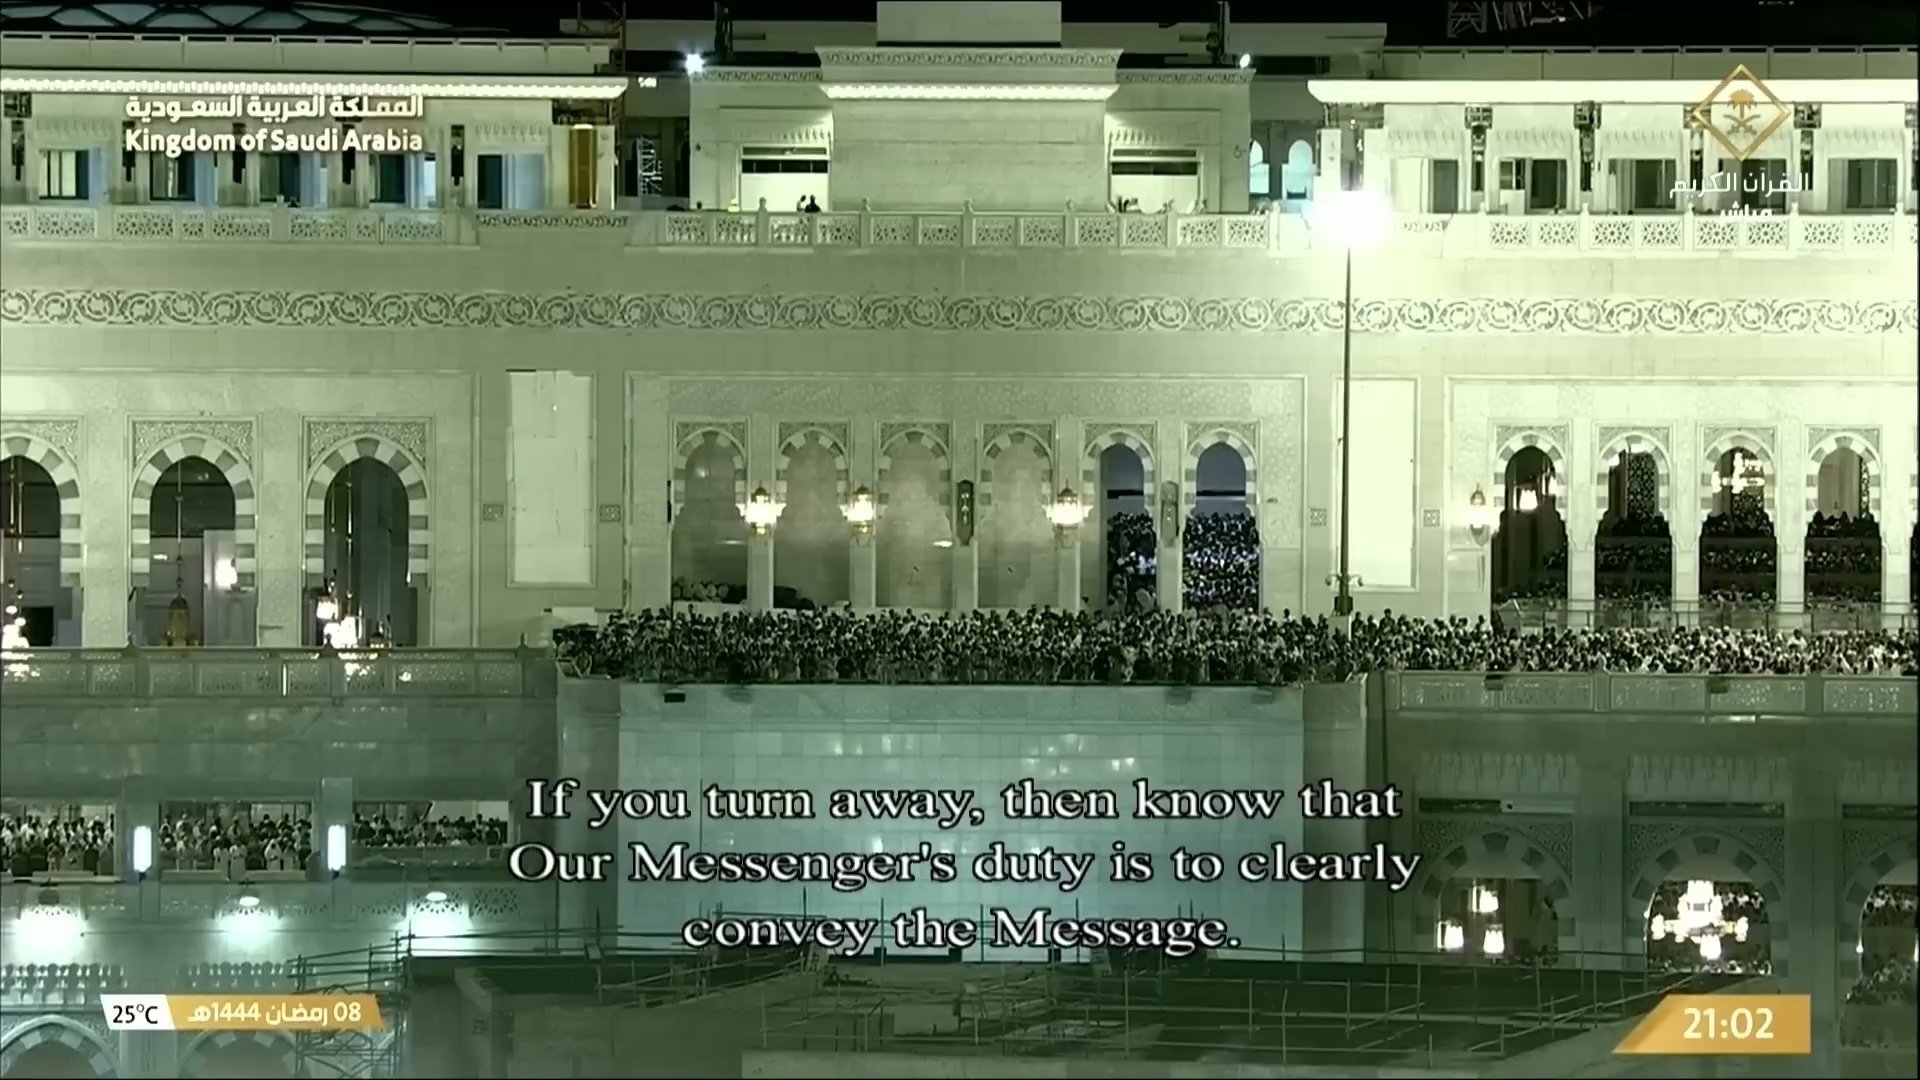 المملكة العربية السعودية
Kingdom of Saudi Arabia
القرآن الكريم
مباشر
If you turn away, then know that
Our Messenger's duty is to clearly
convey the Message.
25°C
08 رمضان 1444هـ
21:02